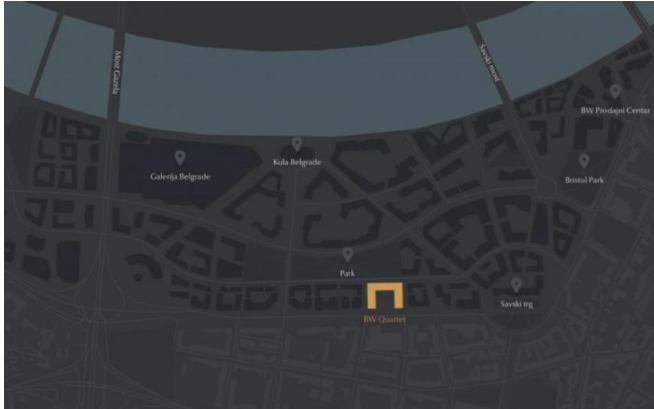 Most Gazela
Savski most
BW Prodajni Centar
Kula Belgrade
Galerija Belgrade
Bristol Park
Park
Savski trg
BW Quartet